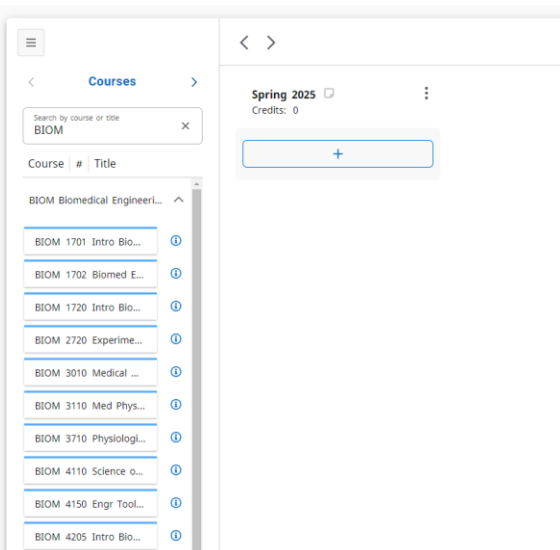 Courses
Search by course or title
BIOM
Course # Title
BIOM Biomedical Engineeri...
BIOM 1701 Intro Bio...
BIOM 1702 Biomed E...
BIOM 1720 Intro Bio...
BIOM 2720 Experime...
BIOM 3010 Medical ...
BIOM 3110 Med Phys...
BIOM 3710 Physiologi...
BIOM 4110 Science o...
BIOM 4150 Engr Tool...
BIOM 4205 Intro Bio...
Spring 2025
Credits: 0
+